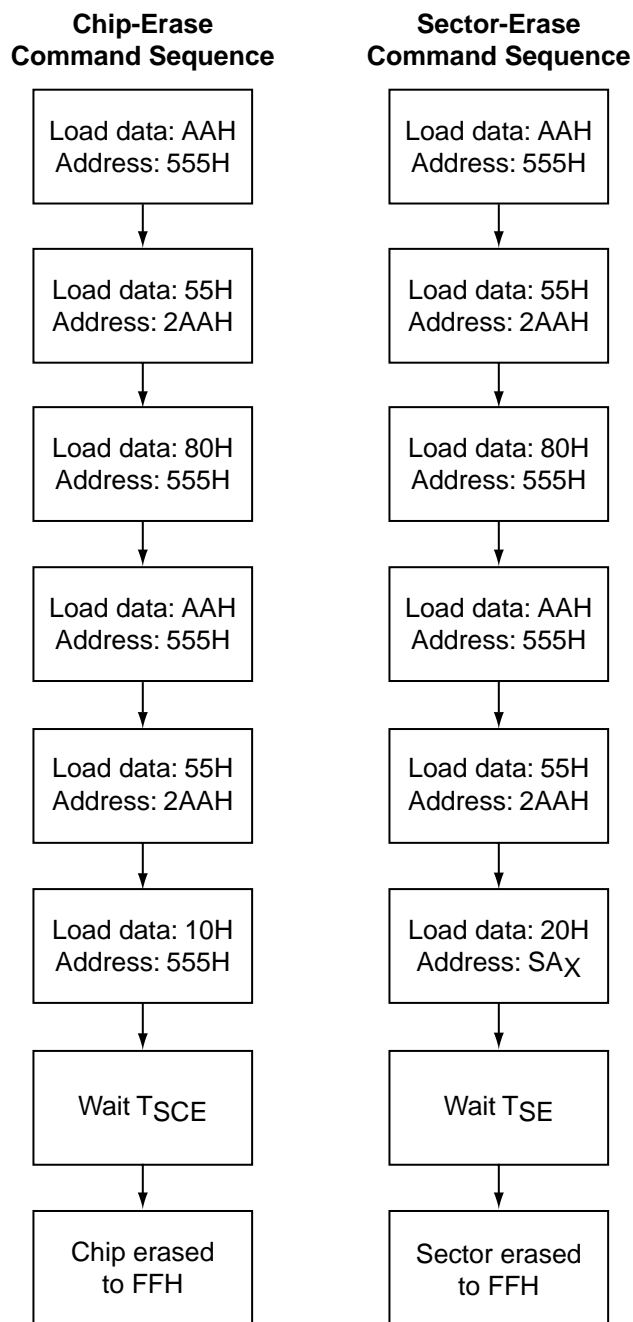 Chip-Erase
Command Sequence
Load data: AAH
Address: 555H
Load data: 55H
Address: 2AAH
Load data: 80H
Address: 555H
Load data: AAH
Address: 555H
Load data: 55H
Address: 2AAH
Load data: 10H
Address: 555H
Wait TSCE
Chip erased
to FFH
Sector-Erase
Command Sequence
Load data: AAH
Address: 555H
Load data: 55H
Address: 2AAH
Load data: 80H
Address: 555H
Load data: AAH
Address: 555H
Load data: 55H
Address: 2AAH
Load data: 20H
Address: SAX
Wait TSE
Sector erased
to FFH